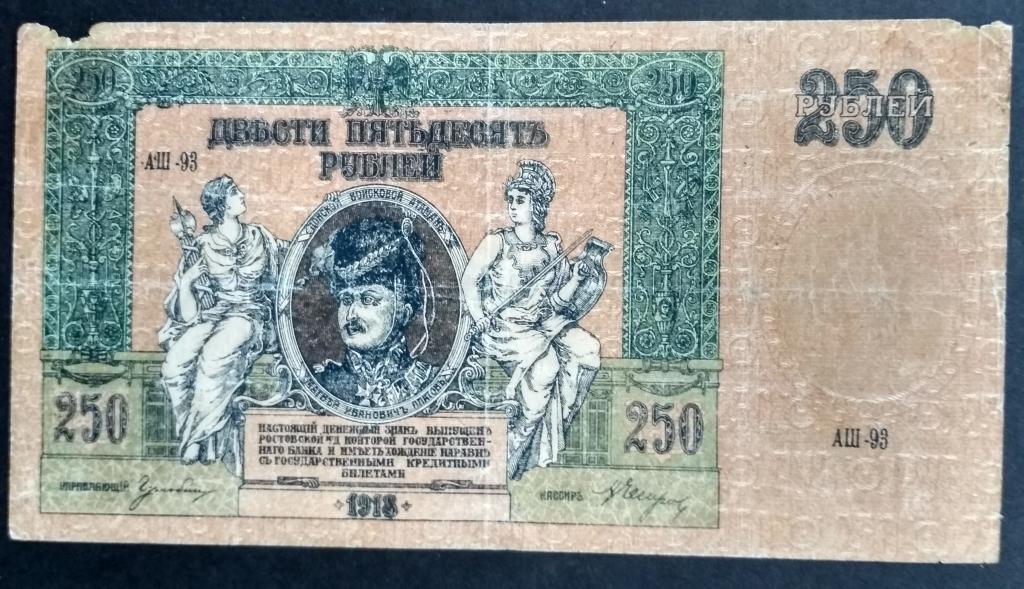 250
250
250
РУБЛЕЙ
ДВѢСТИ ПЯТЬДЕСЯТЪ
РУБЛЕЙ
АШ-93
ДОНСКОЙ ВОЙСКОВОЙ АТАМАНЪ
МАТВѢЙ ИВАНОВИЧЪ ПЛАТОВЪ
250
250
НАСТОЯЩІЙ ДЕНЕЖНЫЙ ЗНАКЪ ВЫПУЩЕНЪ
РОСТОВСКОЙ Н/Д КОНТОРОЙ ГОСУДАРСТВЕН-
НАГО БАНКА И ИМѢЕТЪ ХОЖДЕНІЕ НАРАВНѢ
СЪ ГОСУДАРСТВЕННЫМИ КРЕДИТНЫМИ
БИЛЕТАМИ
АШ-93
УПРАВЛЯЮЩІЙ
КАССИРЪ
1918